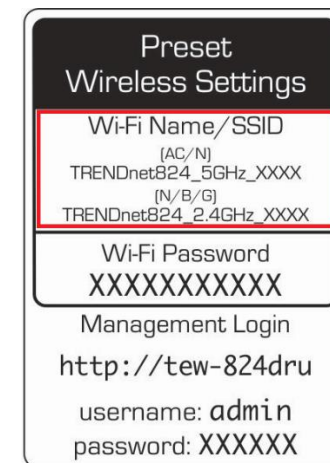 Preset
Wireless Settings
Wi-Fi Name/SSID
(AC/N)
TRENDnet824_5GHz_XXXX
(N/B/G)
TRENDnet824_2.4GHz_XXXX
Wi-Fi Password
XXXXXXXXXXX
Management Login
http://tew-824dru
username: admin
password: XXXXXX